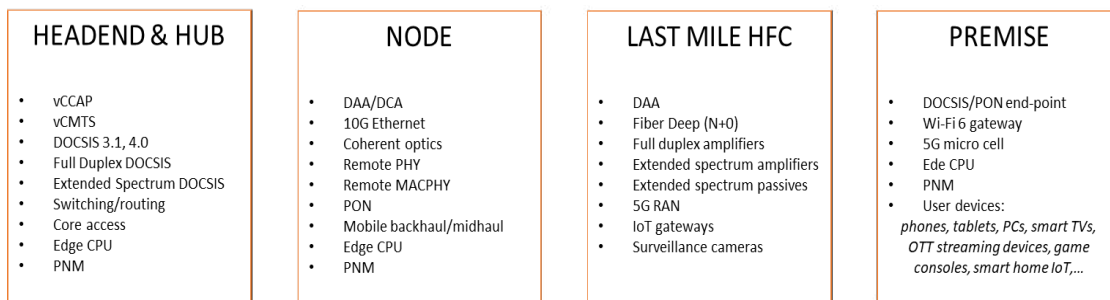 HEADEND & HUB
• vCCAP
• vCMTS
• DOCSIS 3.1, 4.0
• Full Duplex DOCSIS
• Extended Spectrum DOCSIS
• Switching/routing
• Core access
• Edge CPU
• PNM
NODE
• DAA/DCA
• 10G Ethernet
• Coherent optics
• Remote PHY
• Remote MACPHY
• PON
• Mobile backhaul/midhaul
• Edge CPU
• PNM
LAST MILE HFC
• DAA
• Fiber Deep (N+0)
• Full duplex amplifiers
• Extended spectrum amplifiers
• Extended spectrum passives
• 5G RAN
• IoT gateways
• Surveillance cameras
PREMISE
• DOCSIS/PON end-point
• Wi-Fi 6 gateway
• 5G micro cell
• Ede CPU
• PNM
• User devices:
phones, tablets, PCs, smart TVs,
OTT streaming devices, game
consoles, smart home IoT,...